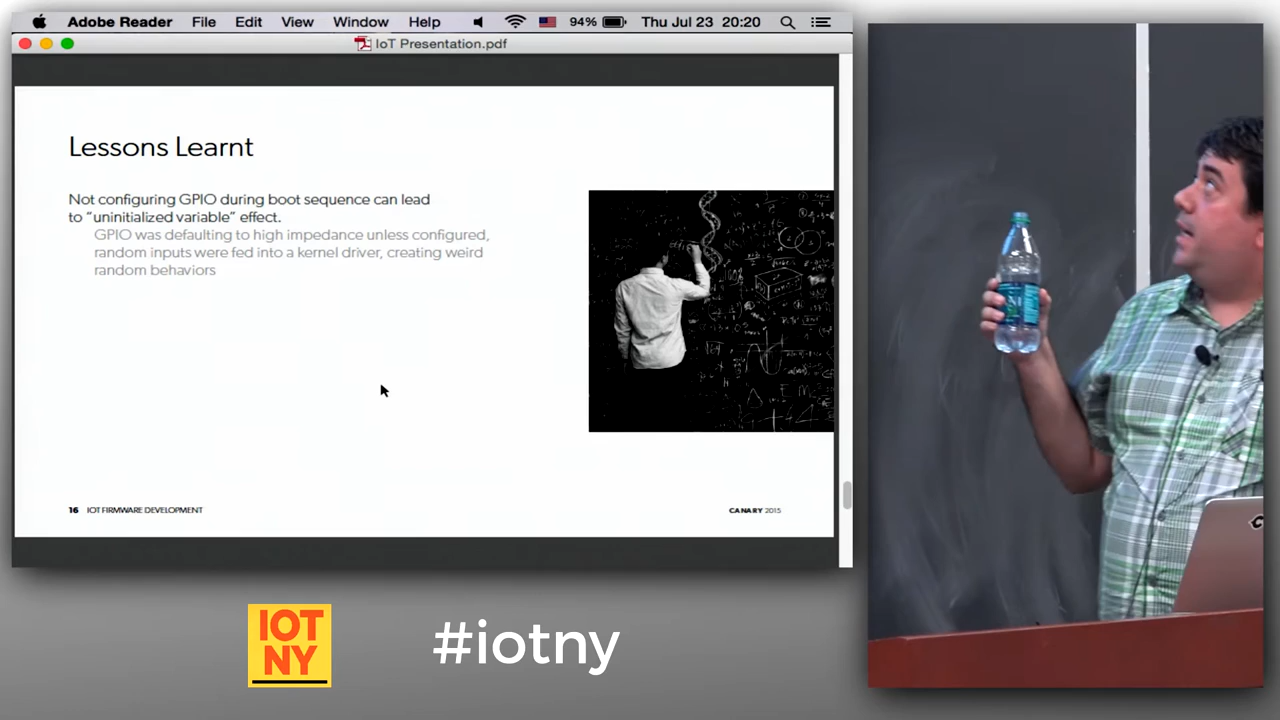 Adobe Reader File Edit View Window Help 94% Thu Jul 23 20:20
IoT Presentation.pdf
Lessons Learnt
Not configuring GPIO during boot sequence can lead
to “uninitialized variable” effect.
GPIO was defaulting to high impedance unless configured,
random inputs were fed into a kernel driver, creating weird
random behaviors
16 IOT FIRMWARE DEVELOPMENT
CANARY 2015
IOT
NY
#iotny